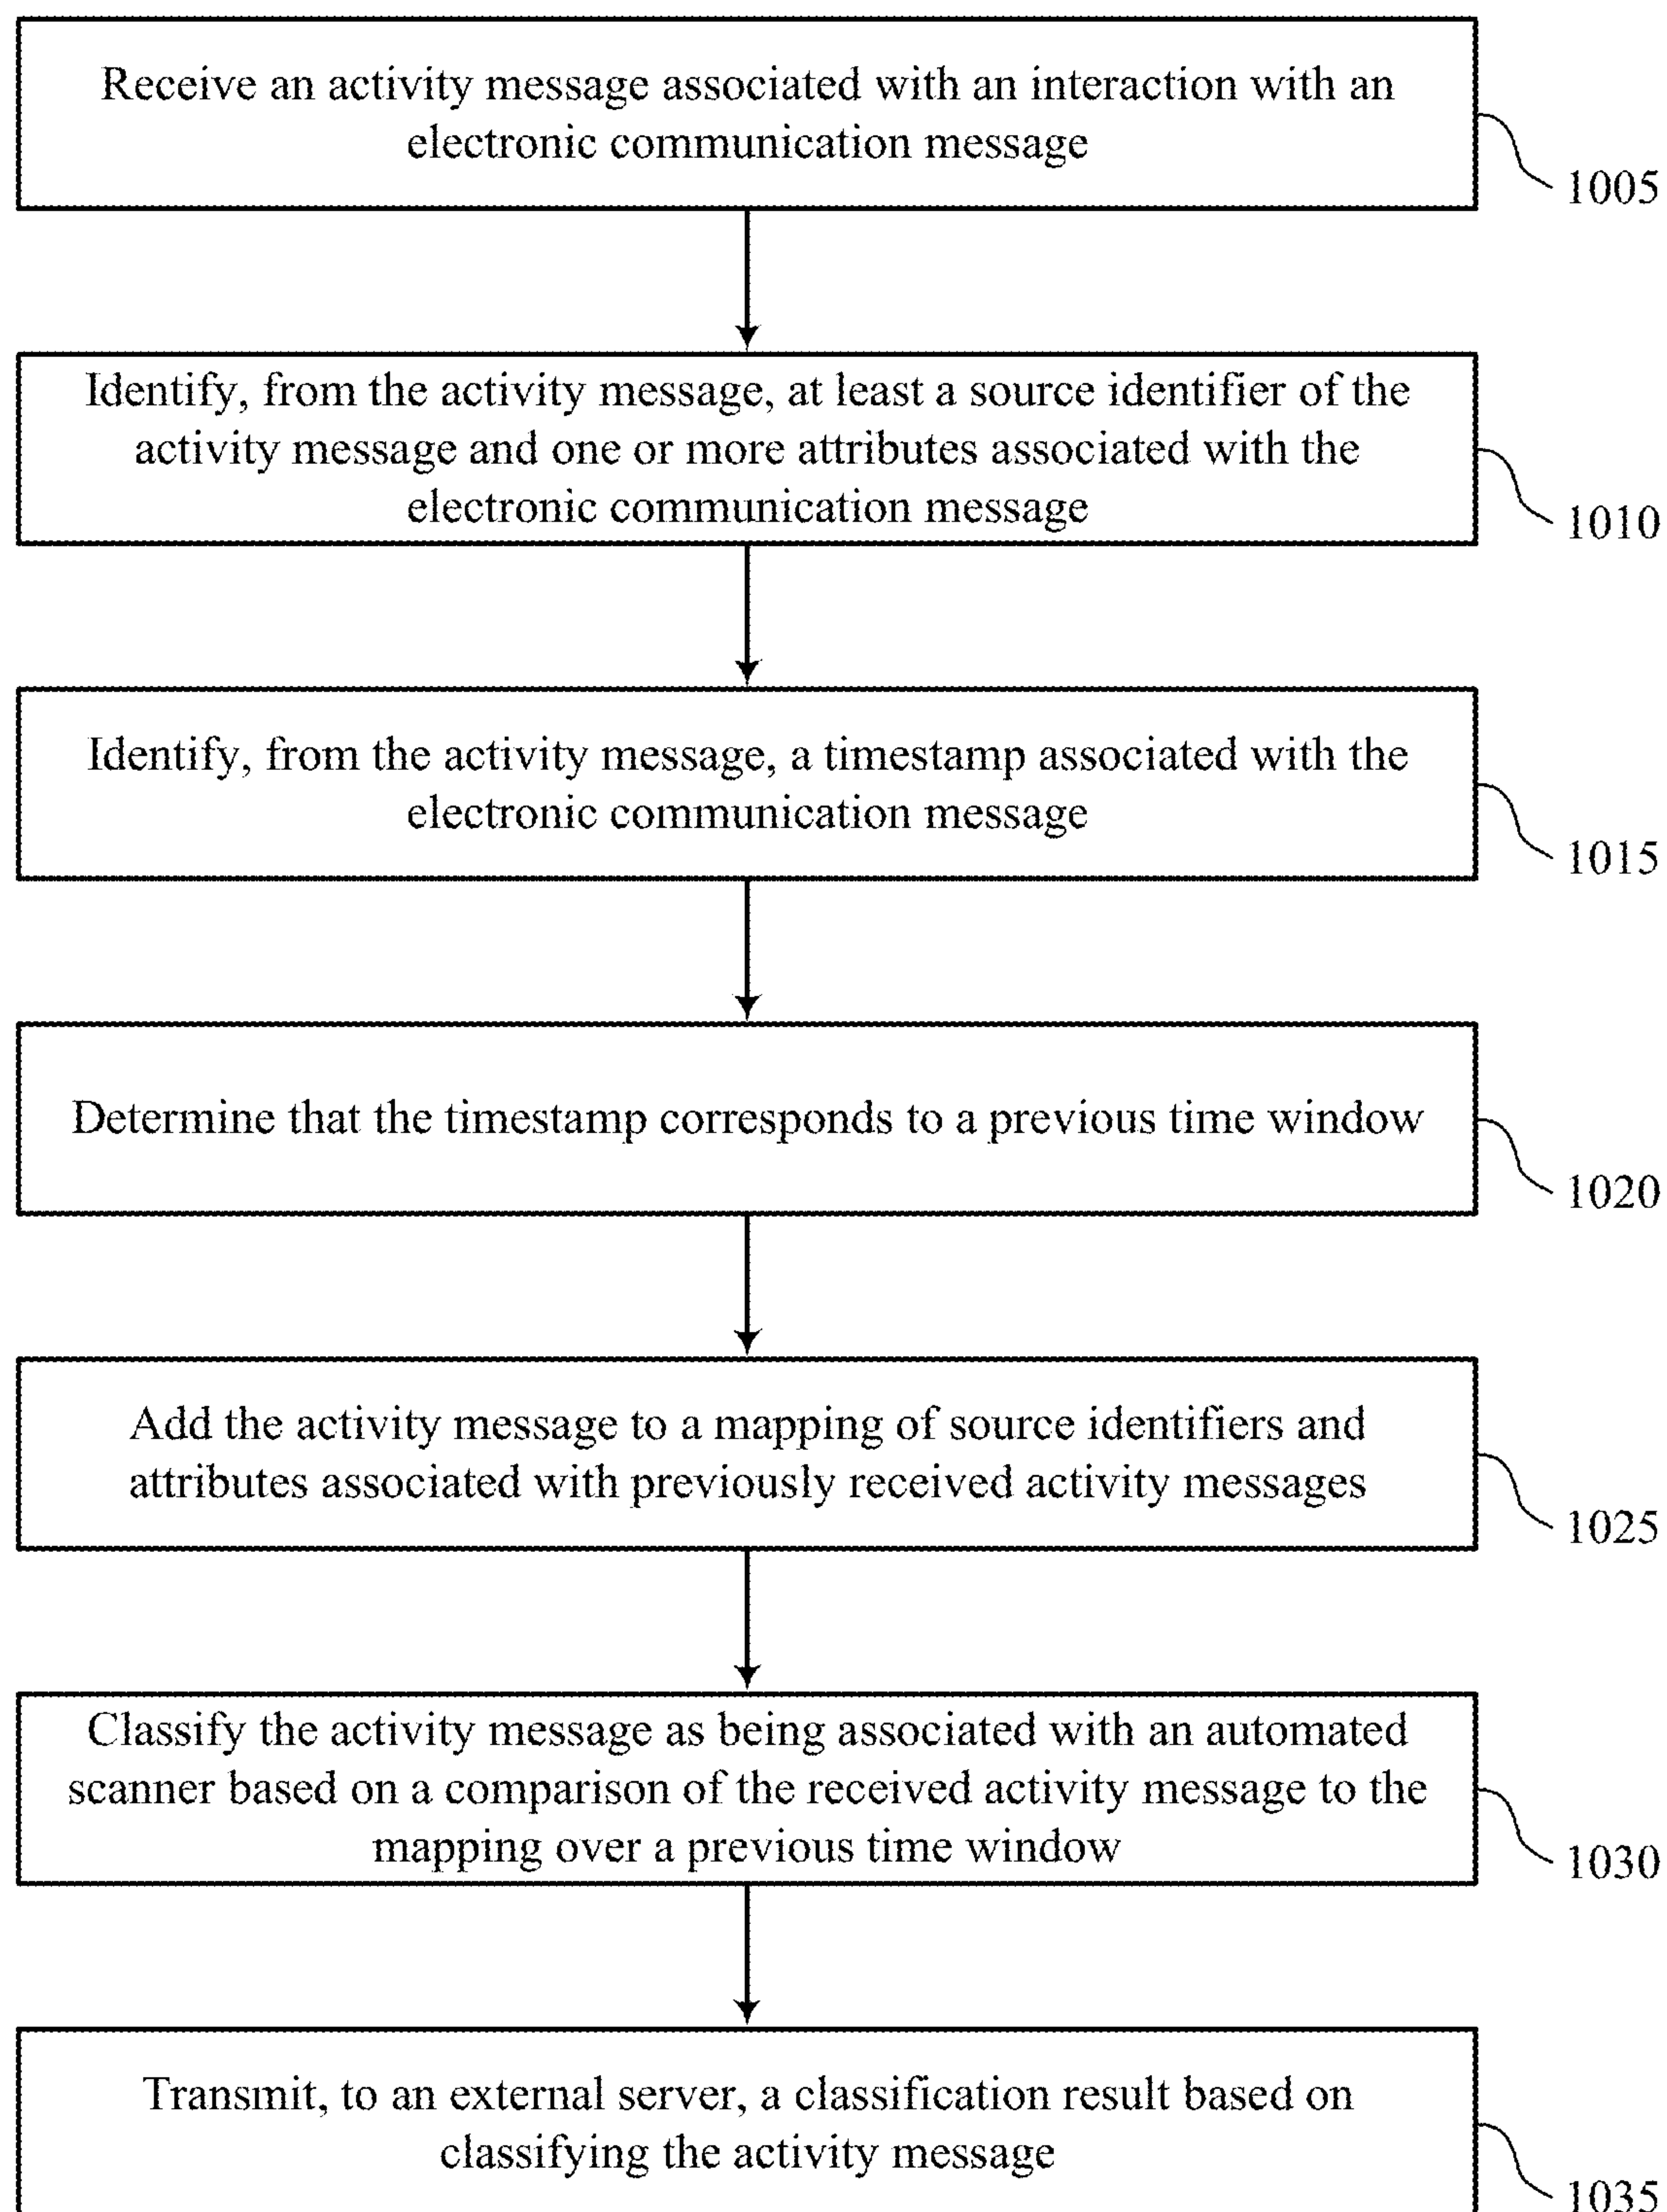 Receive an activity message associated with an interaction with an
electronic communication message
1005
Identify, from the activity message, at least a source identifier of the
activity message and one or more attributes associated with the
electronic communication message
1010
Identify, from the activity message, a timestamp associated with the
electronic communication message
1015
Determine that the timestamp corresponds to a previous time window
1020
Add the activity message to a mapping of source identifiers and
attributes associated with previously received activity messages
1025
Classify the activity message as being associated with an automated
scanner based on a comparison of the received activity message to the
mapping over a previous time window
1030
Transmit, to an external server, a classification result based on
classifying the activity message
1035